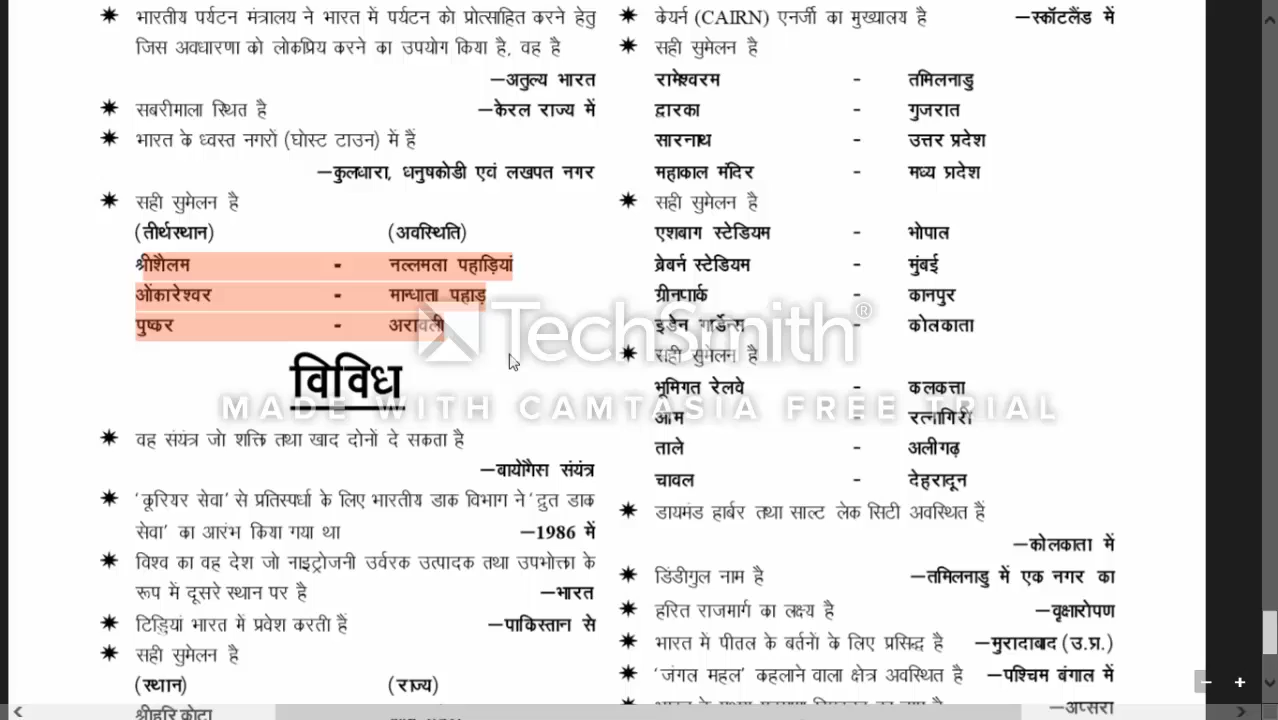 ✷ भारतीय पर्यटन मंत्रालय ने भारत में पर्यटन को प्रोत्साहित करने हेतु
जिस अवधारणा को लोकप्रिय करने का उपयोग किया है, वह है
–अतुल्य भारत
✷ सबरीमाला स्थित है –केरल राज्य में
✷ भारत के ध्वस्त नगरों (घोस्ट टाउन) में हैं
–कुलधारा, धनुषकोडी एवं लखपत नगर
✷ सही सुमेलन है
(तीर्थस्थान) (अवस्थिति)
श्रीशैलम - नल्लमला पहाड़ियां
ओंकारेश्वर - मान्धाता पहाड़
पुष्कर - अरावली
विविध
✷ वह संयंत्र जो शक्ति तथा खाद दोनों दे सकता है
–बायोगैस संयंत्र
✷ 'कूरियर सेवा' से प्रतिस्पर्धा के लिए भारतीय डाक विभाग ने 'द्रुत डाक
सेवा' का आरंभ किया गया था –1986 में
✷ विश्व का वह देश जो नाइट्रोजनी उर्वरक उत्पादक तथा उपभोक्ता के
रूप में दूसरे स्थान पर है –भारत
✷ टिड्डियां भारत में प्रवेश करती हैं –पाकिस्तान से
✷ सही सुमेलन है
(स्थान) (राज्य)
श्रीहरिकोटा
✷ केयर्न (CAIRN) एनर्जी का मुख्यालय है –स्कॉटलैंड में
✷ सही सुमेलन है
रामेश्वरम - तमिलनाडु
द्वारका - गुजरात
सारनाथ - उत्तर प्रदेश
महाकाल मंदिर - मध्य प्रदेश
✷ सही सुमेलन है
एशबाग स्टेडियम - भोपाल
ब्रेबर्न स्टेडियम - मुंबई
ग्रीनपार्क - कानपुर
इडेन गार्डेन्स - कोलकाता
✷ सही सुमेलन है
भूमिगत रेलवे - कलकत्ता
आम - रत्नागिरी
ताले - अलीगढ़
चावल - देहरादून
✷ डायमंड हार्बर तथा साल्ट लेक सिटी अवस्थित हैं
–कोलकाता में
✷ डिंडीगुल नाम है –तमिलनाडु में एक नगर का
✷ हरित राजमार्ग का लक्ष्य है –वृक्षारोपण
✷ भारत में पीतल के बर्तनों के लिए प्रसिद्ध है –मुरादाबाद (उ.प्र.)
✷ 'जंगल महल' कहलाने वाला क्षेत्र अवस्थित है –पश्चिम बंगाल में
–अप्सरा
TechSmith®
MADE WITH CAMTASIA FREE TRIAL